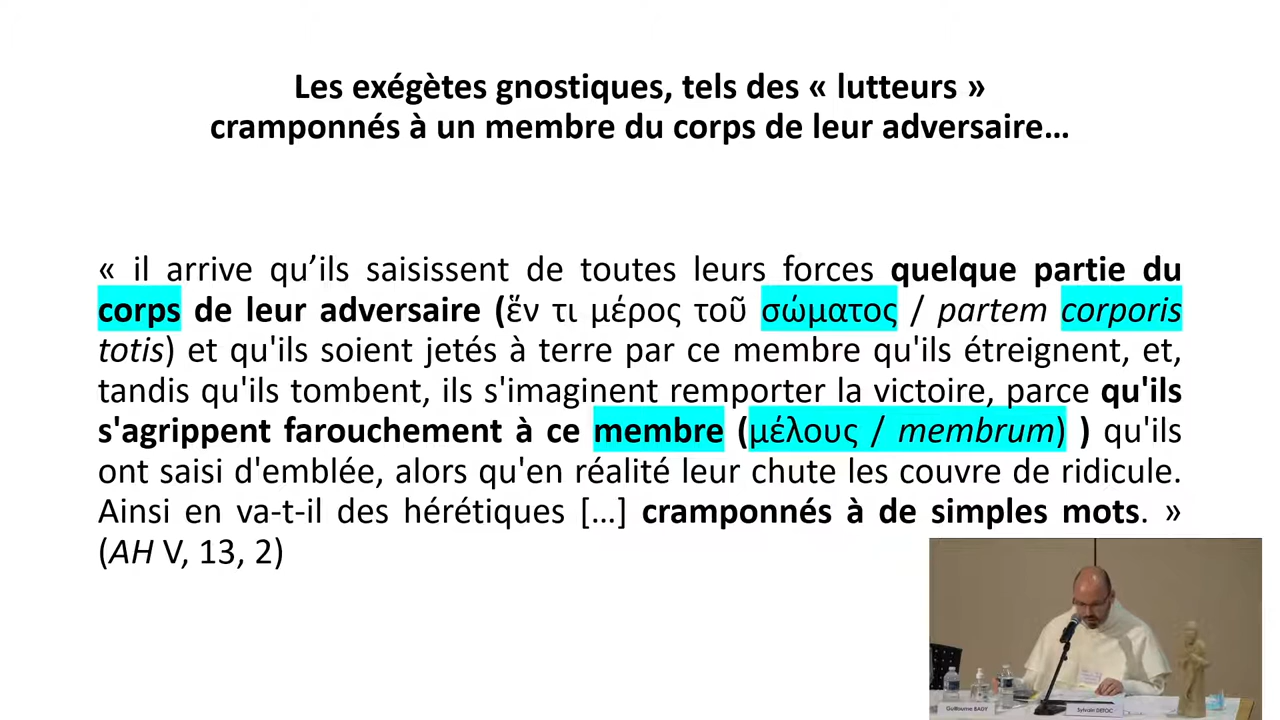 Les exégètes gnostiques, tels des « lutteurs »
cramponnés à un membre du corps de leur adversaire…
« il arrive qu’ils saisissent de toutes leurs forces quelque partie du
corps de leur adversaire (ἕν τι μέρος τοῦ σώματος / partem corporis
totis) et qu'ils soient jetés à terre par ce membre qu'ils étreignent, et,
tandis qu'ils tombent, ils s'imaginent remporter la victoire, parce qu'ils
s'agrippent farouchement à ce membre (μέλους / membrum) ) qu'ils
ont saisi d'emblée, alors qu'en réalité leur chute les couvre de ridicule.
Ainsi en va-t-il des hérétiques […] cramponnés à de simples mots. »
(AH V, 13, 2)
Guillaume BADY
Sylvain DETOC